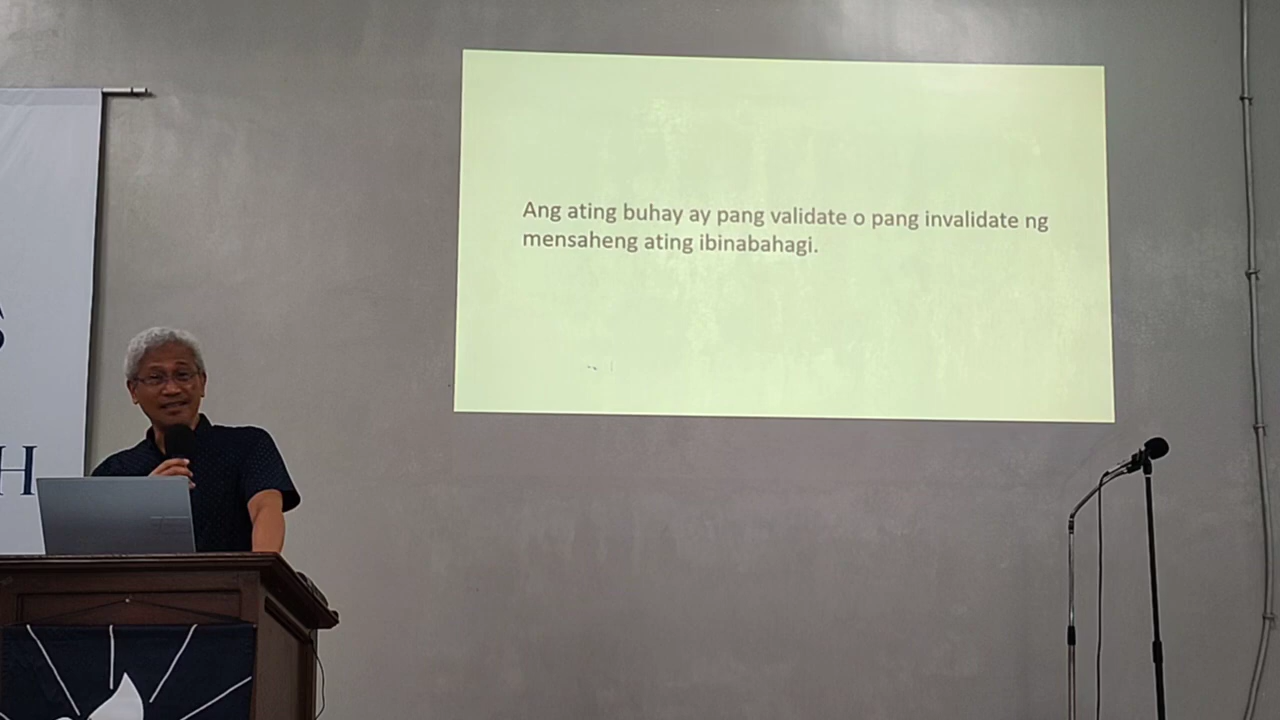 Ang ating buhay ay pang validate o pang invalidate ng
mensaheng ating ibinabahagi.
H